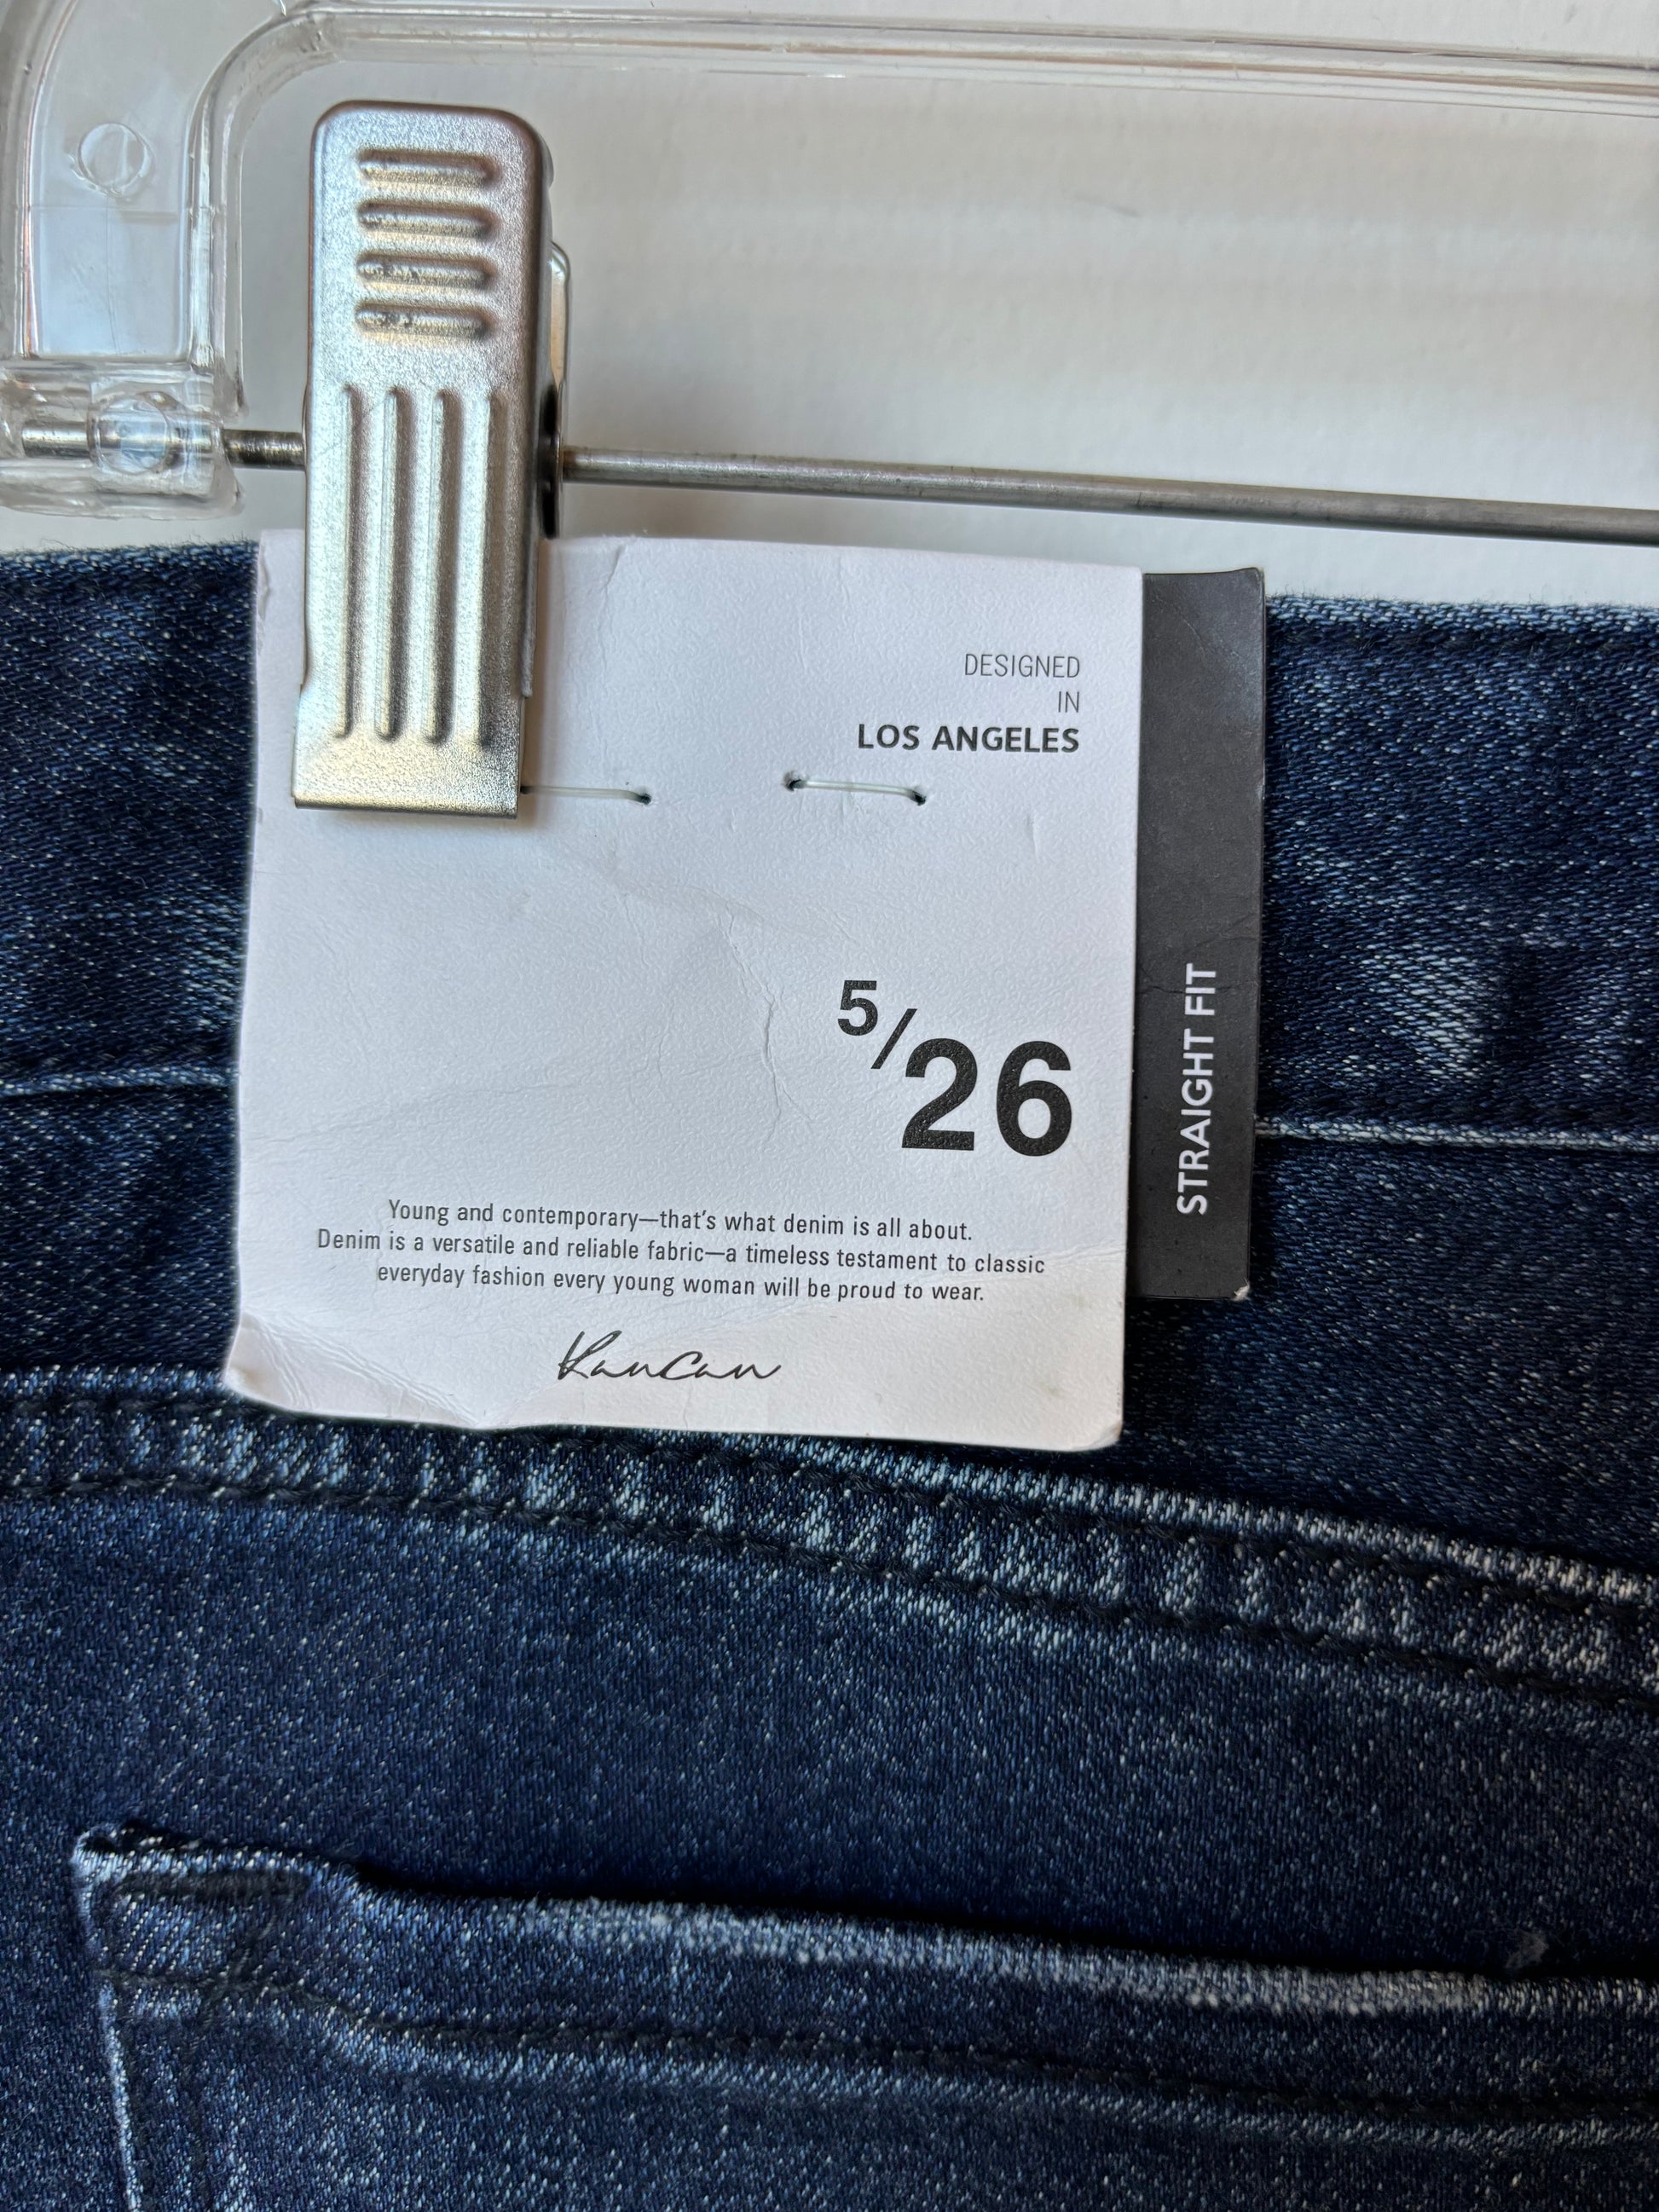 DESIGNED
IN
LOS ANGELES
5/26
STRAIGHT FIT
Young and contemporary—that's what denim is all about.
Denim is a versatile and reliable fabric—a timeless testament to classic
everyday fashion every young woman will be proud to wear.
KanCan